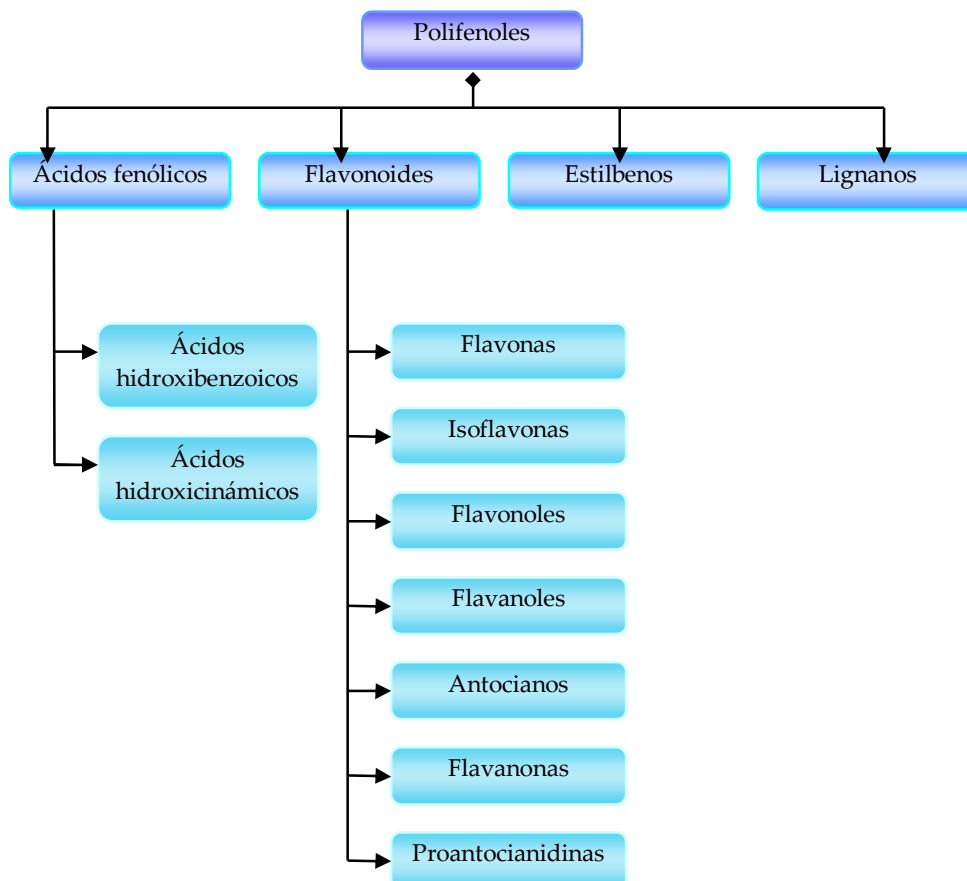 Polifenoles
Ácidos fenólicos
Flavonoides
Estilbenos
Lignanos
Ácidos
hidroxibenzoicos
Ácidos
hidroxicinámicos
Flavonas
Isoflavonas
Flavonoles
Flavanoles
Antocianos
Flavanonas
Proantocianidinas